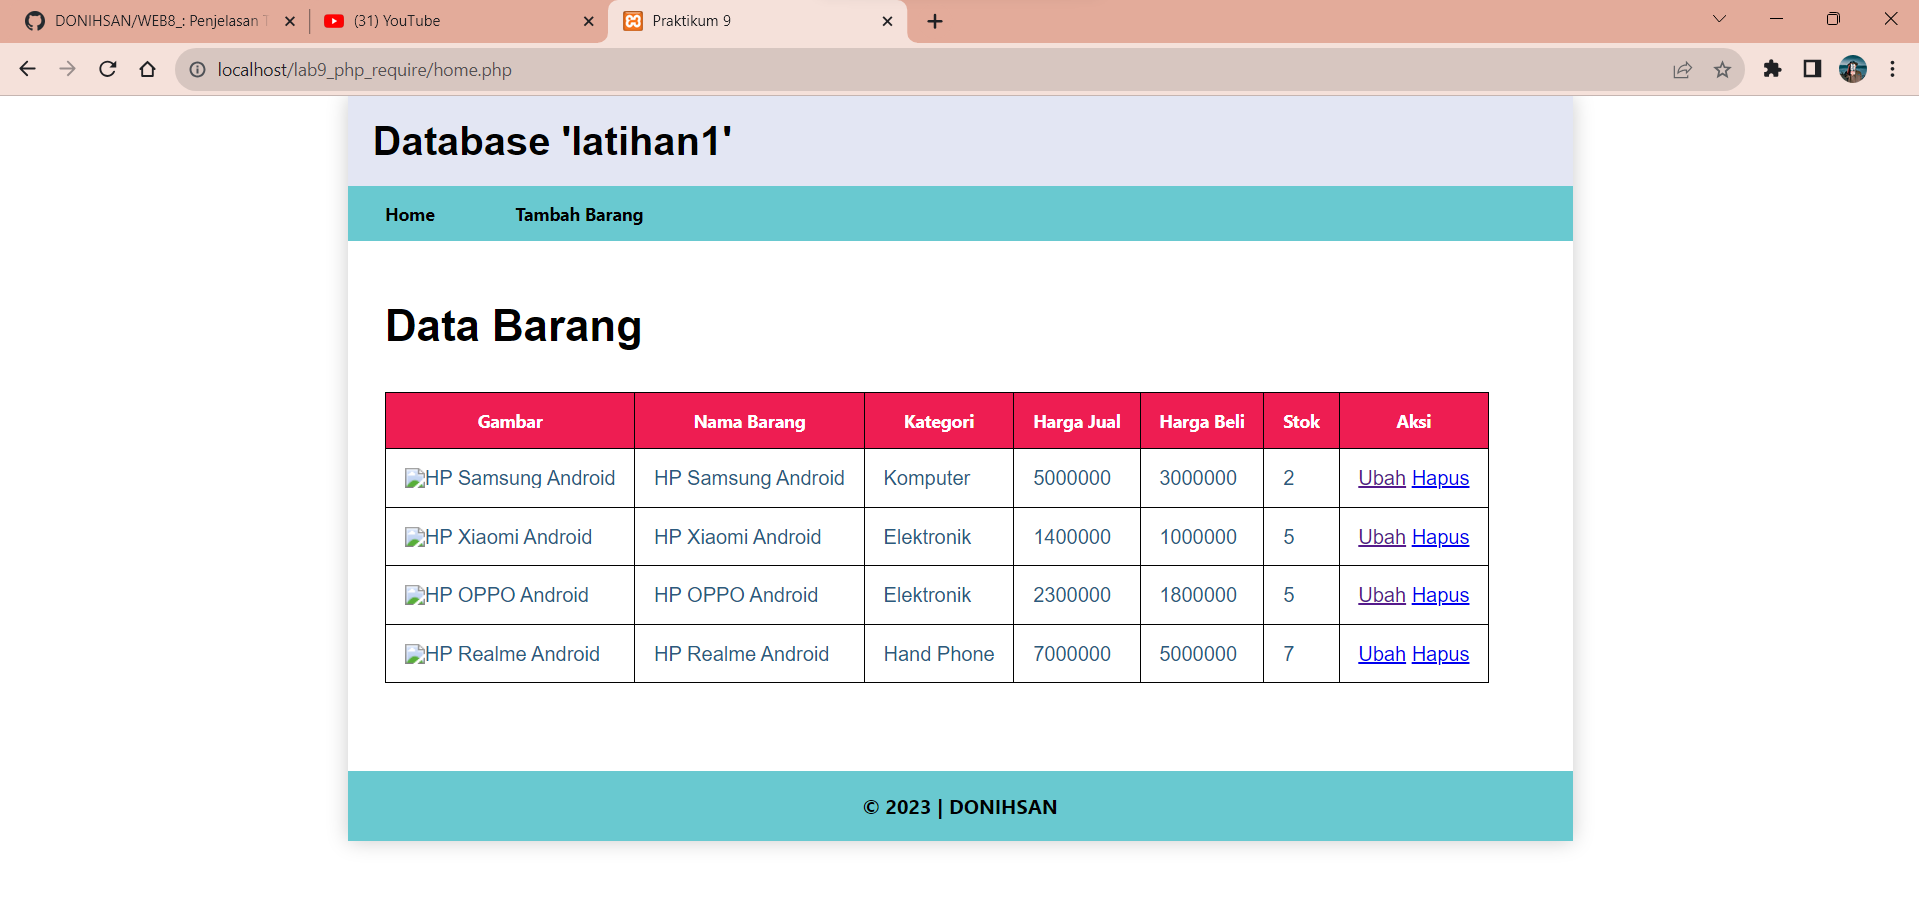 DONIHSAN/WEB8_: Penjelasan
(31) YouTube
Praktikum 9
localhost/lab9_php_require/home.php
Database 'latihan1'
Home Tambah Barang
Data Barang
Gambar Nama Barang Kategori Harga Jual Harga Beli Stok Aksi
HP Samsung Android HP Samsung Android Komputer 5000000 3000000 2 Ubah Hapus
HP Xiaomi Android HP Xiaomi Android Elektronik 1400000 1000000 5 Ubah Hapus
HP OPPO Android HP OPPO Android Elektronik 2300000 1800000 5 Ubah Hapus
HP Realme Android HP Realme Android Hand Phone 7000000 5000000 7 Ubah Hapus
© 2023 | DONIHSAN